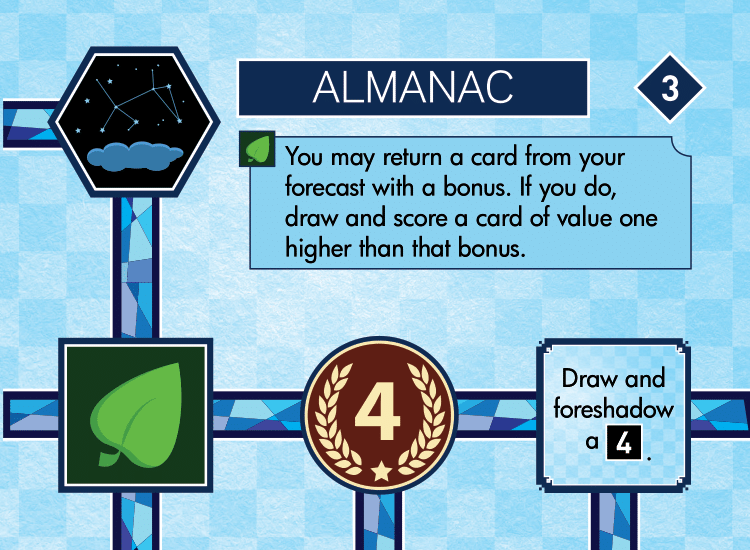 ALMANAC
3
You may return a card from your
forecast with a bonus. If you do,
draw and score a card of value one
higher than that bonus.
4
Draw and
foreshadow
a 4.